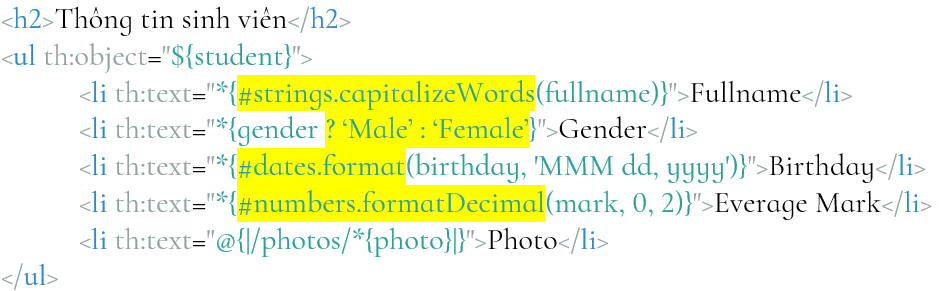 <h2>Thông tin sinh viên</h2>
<ul th:object="${student}">
<li th:text="*{#strings.capitalizeWords(fullname)}">Fullname</li>
<li th:text="*{gender ? ‘Male’ : ‘Female’}">Gender</li>
<li th:text="*{#dates.format(birthday, 'MMM dd, yyyy')}">Birthday</li>
<li th:text="*{#numbers.formatDecimal(mark, 0, 2)}">Everage Mark</li>
<li th:text="@{|/photos/*{photo}|}">Photo</li>
</ul>